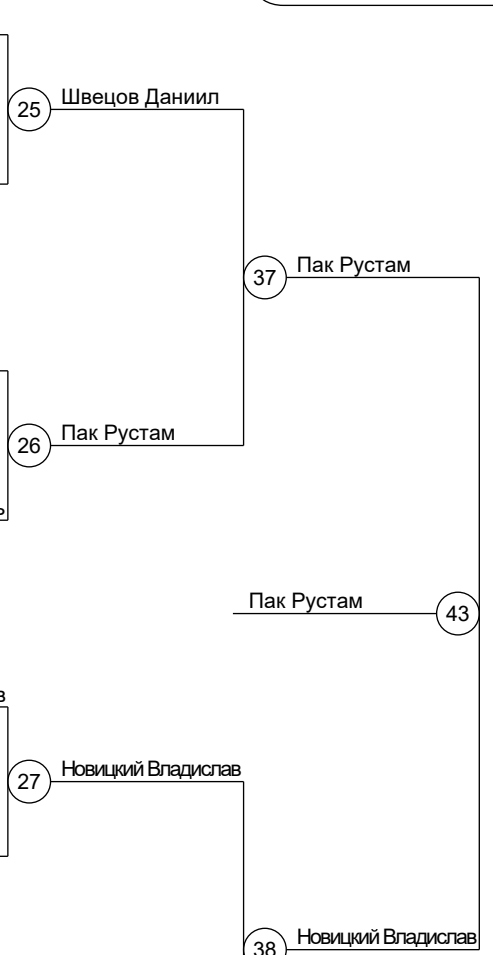 25 Швецов Даниил
37 Пак Рустам
26 Пак Рустам
ь
Пак Рустам 43
в
27 Новицкий Владислав
38 Новицкий Владислав